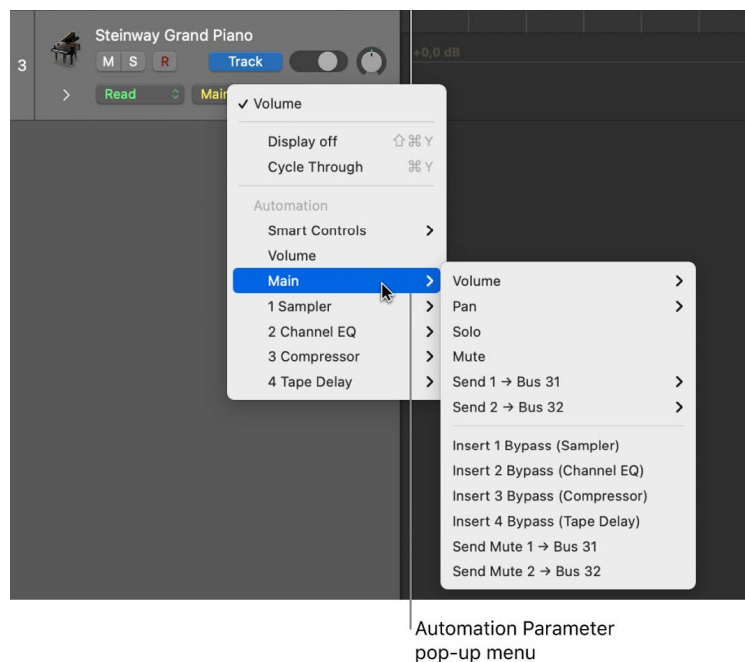 Steinway Grand Piano
3
M S R Track
+0,0 dB
Read Main
✓ Volume
Display off ⇧⌘Y
Cycle Through ⌘Y
Automation
Smart Controls
Volume
Main
1 Sampler
2 Channel EQ
3 Compressor
4 Tape Delay
Volume
Pan
Solo
Mute
Send 1 → Bus 31
Send 2 → Bus 32
Insert 1 Bypass (Sampler)
Insert 2 Bypass (Channel EQ)
Insert 3 Bypass (Compressor)
Insert 4 Bypass (Tape Delay)
Send Mute 1 → Bus 31
Send Mute 2 → Bus 32
Automation Parameter
pop-up menu